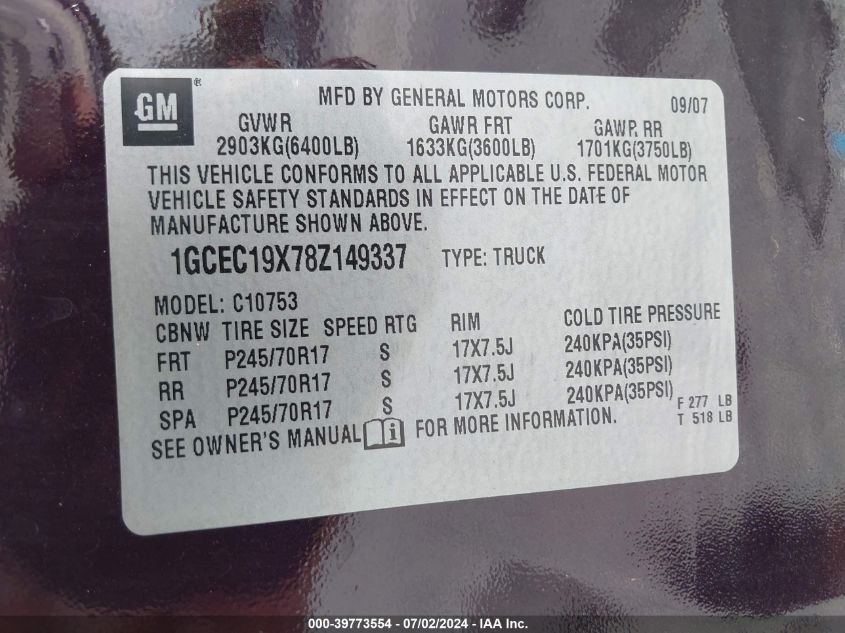 GM ®
MFD BY GENERAL MOTORS CORP. 09/07
GVWR GAWR FRT GAWP. RR
2903KG(6400LB) 1633KG(3600LB) 1701KG(3750LB)
THIS VEHICLE CONFORMS TO ALL APPLICABLE U.S. FEDERAL MOTOR
VEHICLE SAFETY STANDARDS IN EFFECT ON THE DATE OF
MANUFACTURE SHOWN ABOVE.
1GCEC19X78Z149337 TYPE: TRUCK
MODEL: C10753
CBNW TIRE SIZE SPEED RTG RIM COLD TIRE PRESSURE
FRT P245/70R17 S 17X7.5J 240KPA(35PSI)
RR P245/70R17 S 17X7.5J 240KPA(35PSI)
SPA P245/70R17 S 17X7.5J 240KPA(35PSI)
F 277 LB
T 518 LB
SEE OWNER'S MANUAL i FOR MORE INFORMATION.
000-39773554 - 07/02/2024 - IAA Inc.